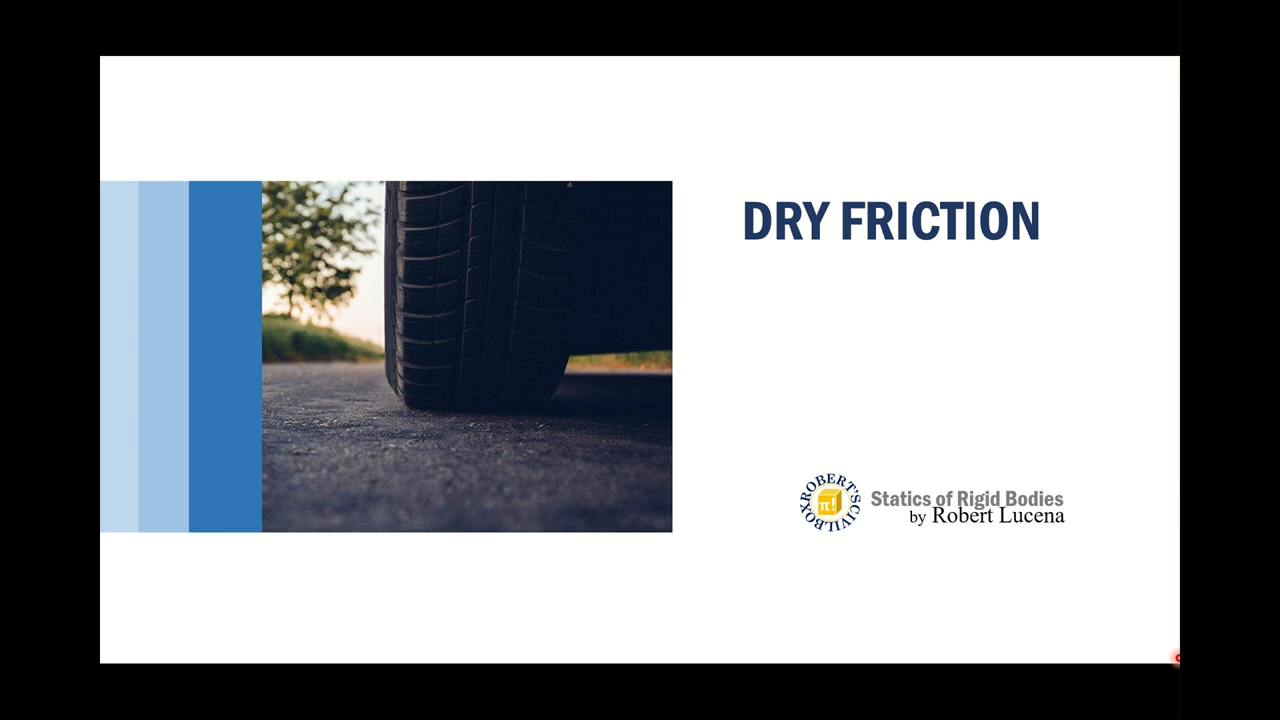 DRY FRICTION
ROBERT'S CIVILBOX
π!
Statics of Rigid Bodies
by Robert Lucena